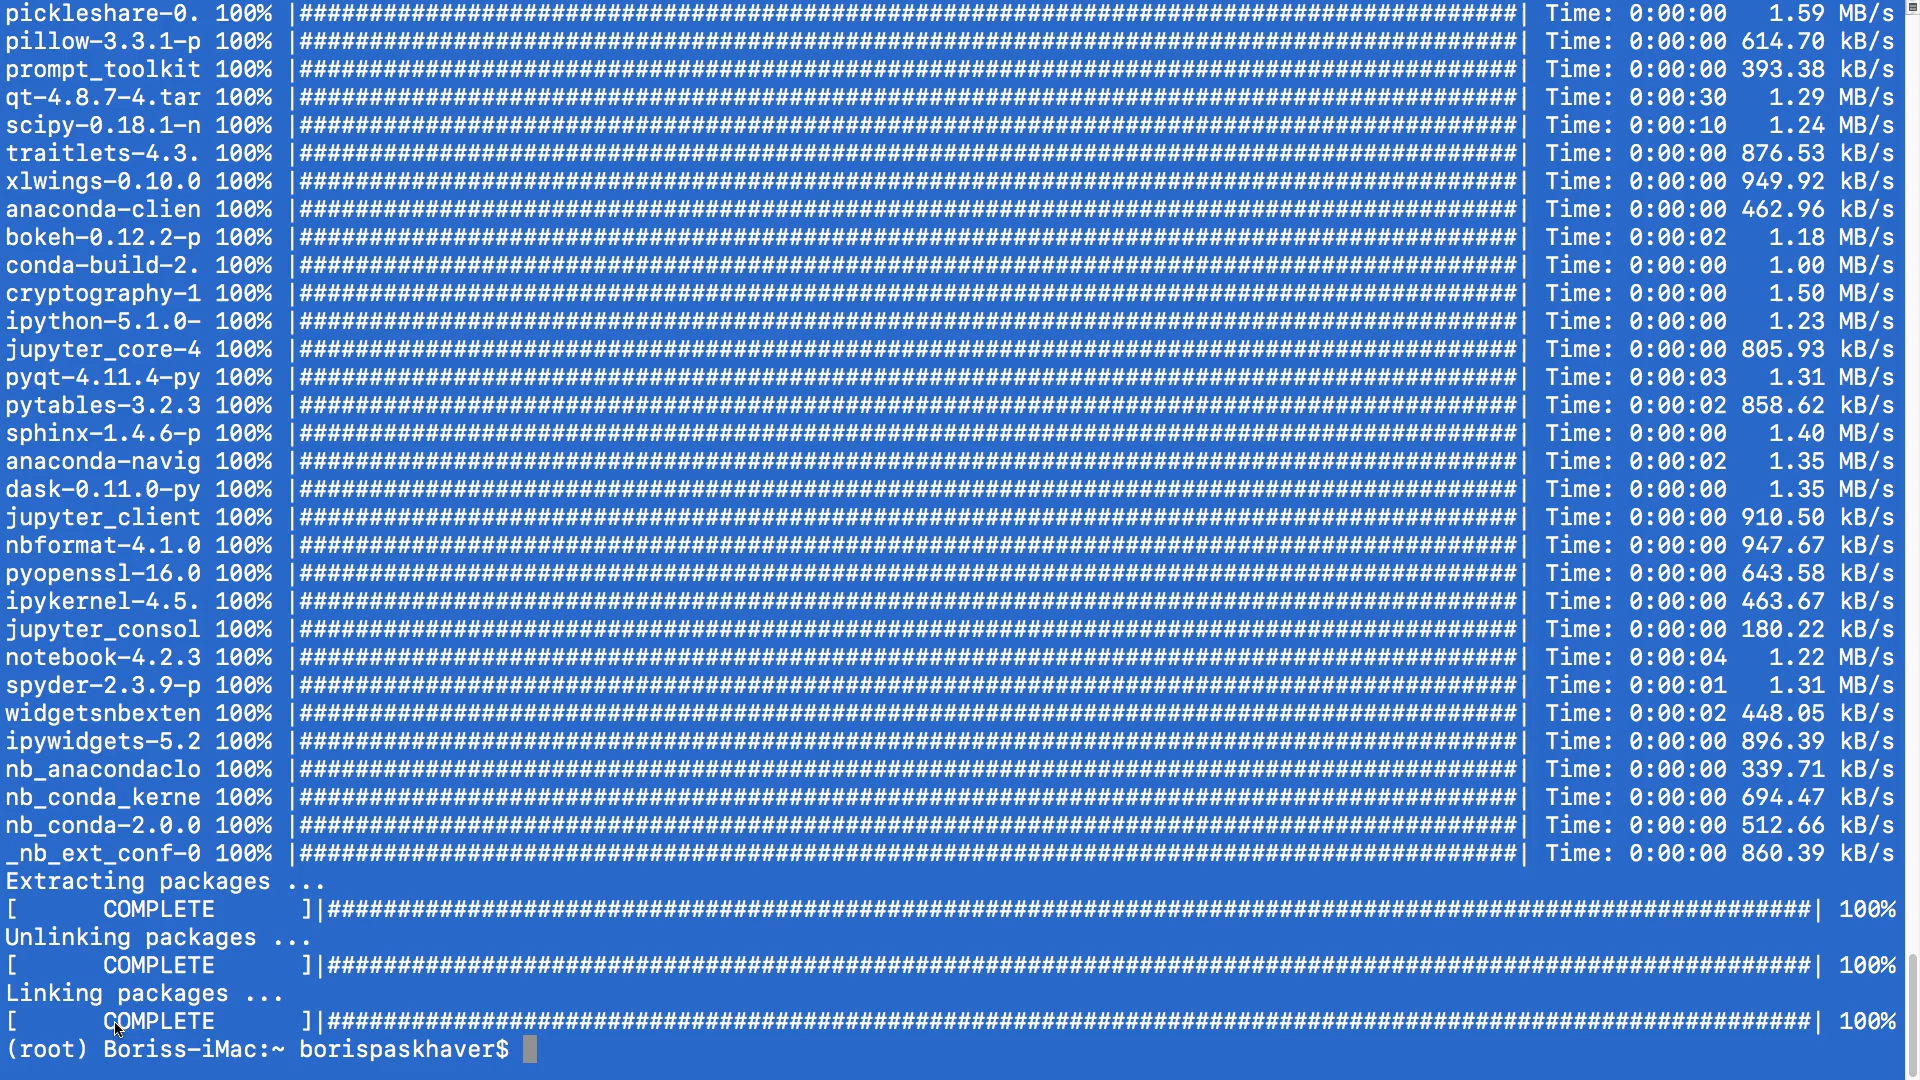 pickleshare-0. 100% |#######################################################################################| Time: 0:00:00   1.59 MB/s
pillow-3.3.1-p 100% |#######################################################################################| Time: 0:00:00 614.70 kB/s
prompt_toolkit 100% |#######################################################################################| Time: 0:00:00 393.38 kB/s
qt-4.8.7-4.tar 100% |#######################################################################################| Time: 0:00:30   1.29 MB/s
scipy-0.18.1-n 100% |#######################################################################################| Time: 0:00:10   1.24 MB/s
traitlets-4.3. 100% |#######################################################################################| Time: 0:00:00 876.53 kB/s
xlwings-0.10.0 100% |#######################################################################################| Time: 0:00:00 949.92 kB/s
anaconda-clien 100% |#######################################################################################| Time: 0:00:00 462.96 kB/s
bokeh-0.12.2-p 100% |#######################################################################################| Time: 0:00:02   1.18 MB/s
conda-build-2. 100% |#######################################################################################| Time: 0:00:00   1.00 MB/s
cryptography-1 100% |#######################################################################################| Time: 0:00:00   1.50 MB/s
ipython-5.1.0- 100% |#######################################################################################| Time: 0:00:00   1.23 MB/s
jupyter_core-4 100% |#######################################################################################| Time: 0:00:00 805.93 kB/s
pyqt-4.11.4-py 100% |#######################################################################################| Time: 0:00:03   1.31 MB/s
pytables-3.2.3 100% |#######################################################################################| Time: 0:00:02 858.62 kB/s
sphinx-1.4.6-p 100% |#######################################################################################| Time: 0:00:00   1.40 MB/s
anaconda-navig 100% |#######################################################################################| Time: 0:00:02   1.35 MB/s
dask-0.11.0-py 100% |#######################################################################################| Time: 0:00:00   1.35 MB/s
jupyter_client 100% |#######################################################################################| Time: 0:00:00 910.50 kB/s
nbformat-4.1.0 100% |#######################################################################################| Time: 0:00:00 947.67 kB/s
pyopenssl-16.0 100% |#######################################################################################| Time: 0:00:00 643.58 kB/s
ipykernel-4.5. 100% |#######################################################################################| Time: 0:00:00 463.67 kB/s
jupyter_consol 100% |#######################################################################################| Time: 0:00:00 180.22 kB/s
notebook-4.2.3 100% |#######################################################################################| Time: 0:00:04   1.22 MB/s
spyder-2.3.9-p 100% |#######################################################################################| Time: 0:00:01   1.31 MB/s
widgetsnbexten 100% |#######################################################################################| Time: 0:00:02 448.05 kB/s
ipywidgets-5.2 100% |#######################################################################################| Time: 0:00:00 896.39 kB/s
nb_anacondaclo 100% |#######################################################################################| Time: 0:00:00 339.71 kB/s
nb_conda_kerne 100% |#######################################################################################| Time: 0:00:00 694.47 kB/s
nb_conda-2.0.0 100% |#######################################################################################| Time: 0:00:00 512.66 kB/s
_nb_ext_conf-0 100% |#######################################################################################| Time: 0:00:00 860.39 kB/s
Extracting packages ...
[      COMPLETE      ]|##########################################################################################################| 100%
Unlinking packages ...
[      COMPLETE      ]|##########################################################################################################| 100%
Linking packages ...
[      COMPLETE      ]|##########################################################################################################| 100%
(root) Boriss-iMac:~ borispaskhaver$